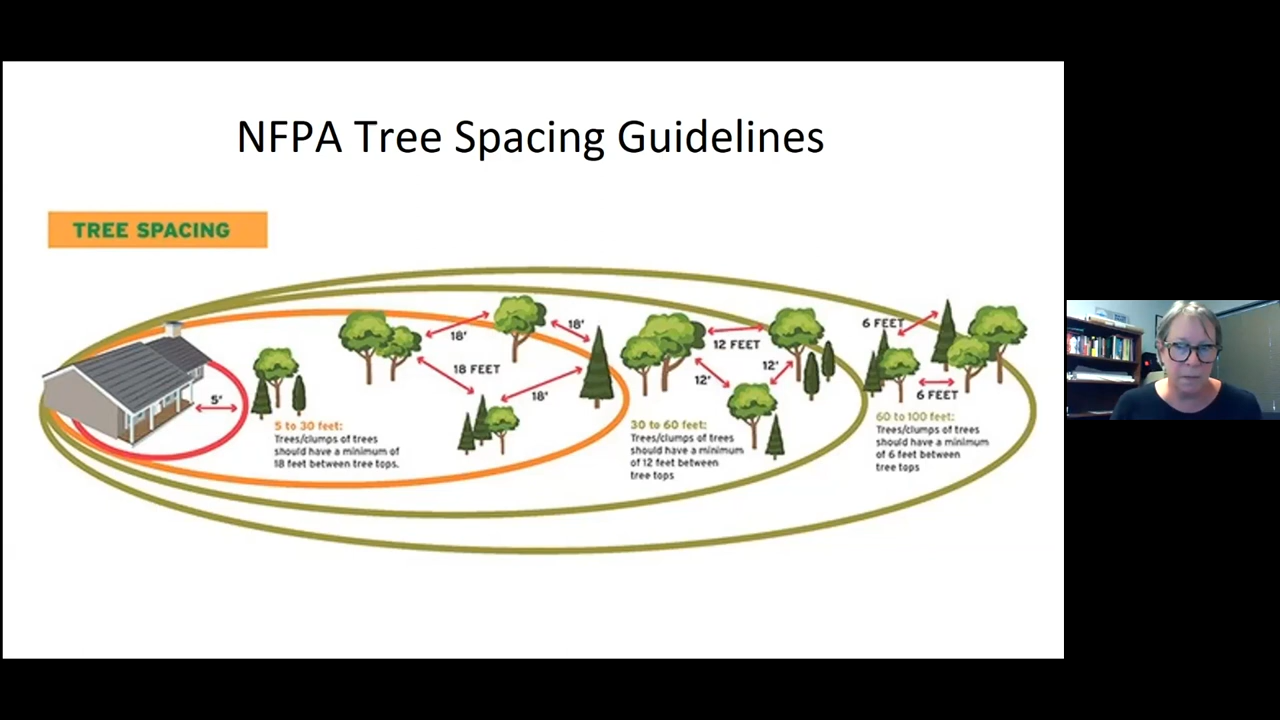 NFPA Tree Spacing Guidelines
TREE SPACING
5'
18'
18'
18 FEET
18'
5 to 30 feet:
Trees/clumps of trees
should have a minimum of
18 feet between tree tops.
12 FEET
12'
12'
30 to 60 feet:
Trees/clumps of trees
should have a minimum
of 12 feet between
tree tops
6 FEET
6 FEET
60 to 100 feet:
Trees/clumps of trees
should have a minimum
of 6 feet between
tree tops